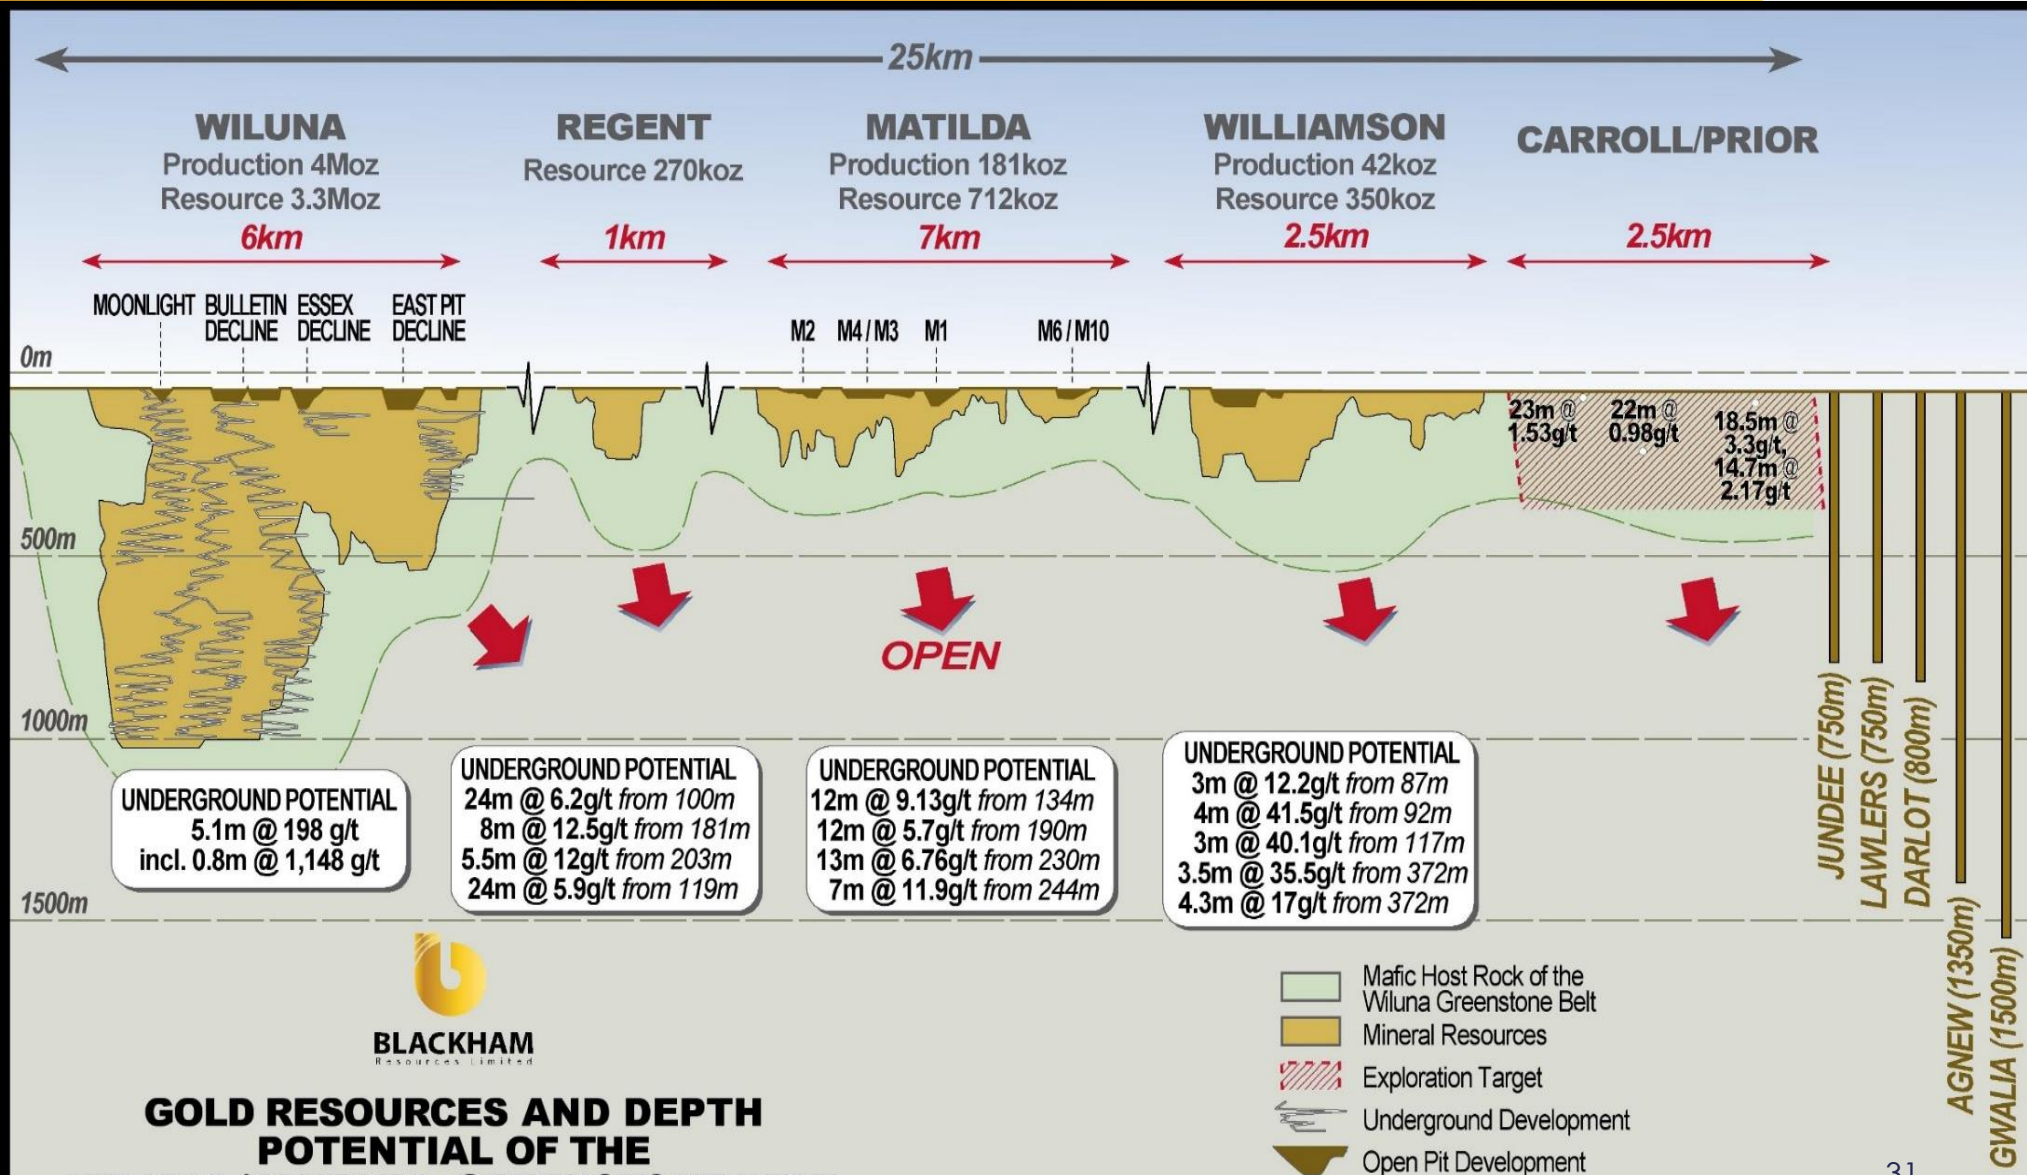 25km
WILUNA
Production 4Moz
Resource 3.3Moz
6km
REGENT
Resource 270koz
1km
MATILDA
Production 181koz
Resource 712koz
7km
WILLIAMSON
Production 42koz
Resource 350koz
2.5km
CARROLL/PRIOR
2.5km
MOONLIGHT
BULLETIN
DECLINE
ESSEX
DECLINE
EAST PIT
DECLINE
M2
M4 / M3
M1
M6 / M10
0m
500m
1000m
1500m
23m @
1.53g/t
22m @
0.98g/t
18.5m @
3.3g/t,
14.7m @
2.17g/t
OPEN
UNDERGROUND POTENTIAL
5.1m @ 198 g/t
incl. 0.8m @ 1,148 g/t
UNDERGROUND POTENTIAL
24m @ 6.2g/t from 100m
8m @ 12.5g/t from 181m
5.5m @ 12g/t from 203m
24m @ 5.9g/t from 119m
UNDERGROUND POTENTIAL
12m @ 9.13g/t from 134m
12m @ 5.7g/t from 190m
13m @ 6.76g/t from 230m
7m @ 11.9g/t from 244m
UNDERGROUND POTENTIAL
3m @ 12.2g/t from 87m
4m @ 41.5g/t from 92m
3m @ 40.1g/t from 117m
3.5m @ 35.5g/t from 372m
4.3m @ 17g/t from 372m
JUNDEE (750m)
LAWLERS (750m)
DARLOT (800m)
AGNEW (1350m)
GWALIA (1500m)
BLACKHAM
Resources Limited
GOLD RESOURCES AND DEPTH
POTENTIAL OF THE
Mafic Host Rock of the
Wiluna Greenstone Belt
Mineral Resources
Exploration Target
Underground Development
Open Pit Development
31